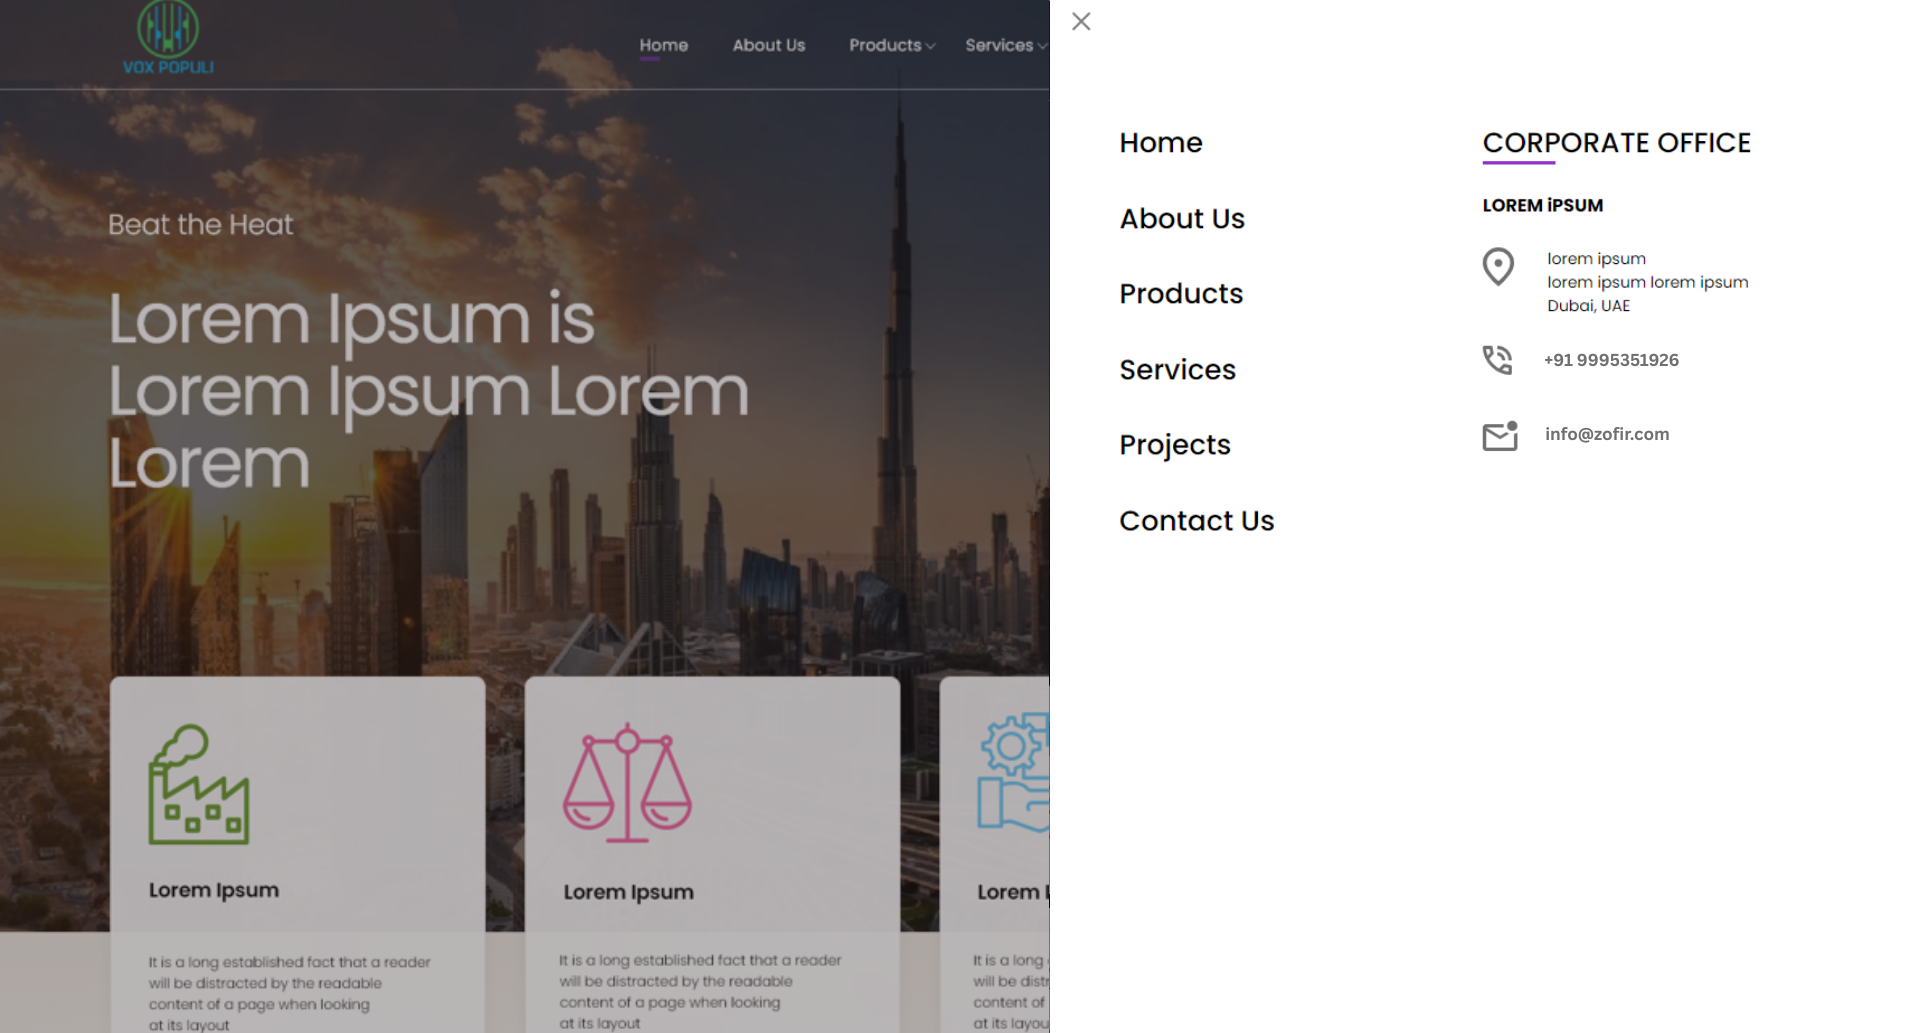 VOX POPULI
Home
About Us
Products
Services
Beat the Heat
Lorem Ipsum is
Lorem Ipsum Lorem
Lorem
Lorem Ipsum
It is a long established fact that a reader
will be distracted by the readable
content of a page when looking
at its layout
Lorem Ipsum
It is a long established fact that a reader
will be distracted by the readable
content of a page when looking
at its layout
Lorem
It is a long
will be
content of
at its
Home
About Us
Products
Services
Projects
Contact Us
CORPORATE OFFICE
LOREM iPSUM
lorem ipsum
lorem ipsum lorem ipsum
Dubai, UAE
+91 9995351926
info@zofir.com